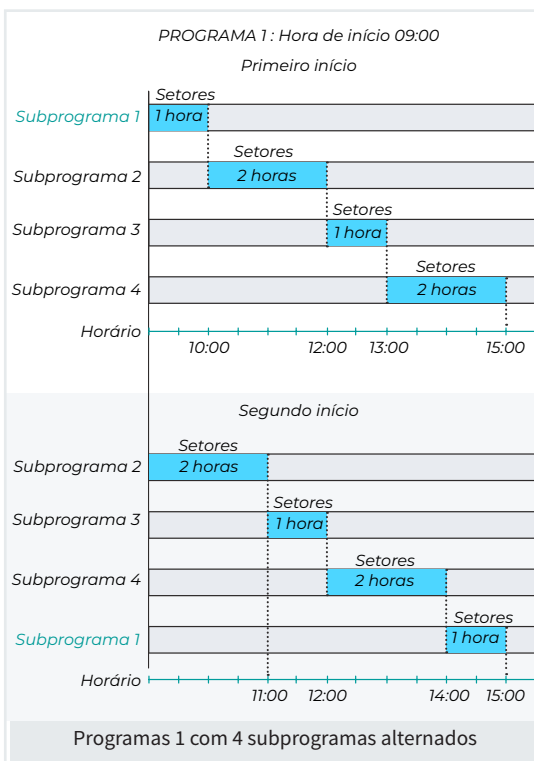 PROGRAMA 1 : Hora de início 09:00
Primeiro início
Setores
Subprograma 1 1 hora
Setores
Subprograma 2 2 horas
Setores
Subprograma 3 1 hora
Setores
Subprograma 4 2 horas
Horário
10:00 12:00 13:00 15:00
Segundo início
Setores
Subprograma 2 2 horas
Setores
Subprograma 3 1 hora
Setores
Subprograma 4 2 horas
Setores
Subprograma 1 1 hora
Horário
11:00 12:00 14:00 15:00
Programas 1 com 4 subprogramas alternados